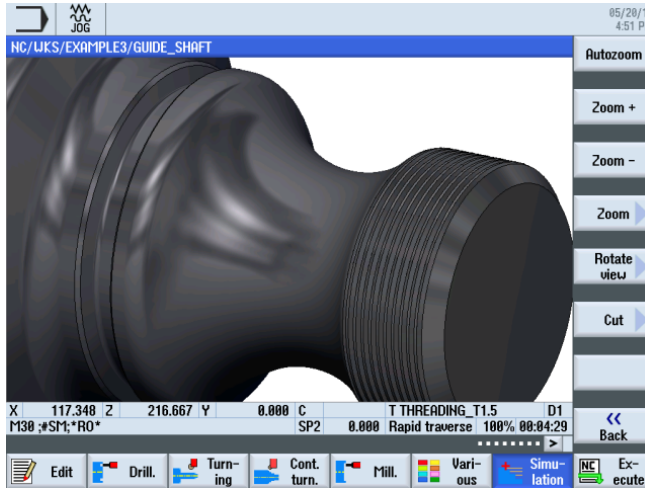 JOG
05/20/1
4:51 P
NC/WKS/EXAMPLE3/GUIDE_SHAFT
Autozoom
Zoom +
Zoom -
Zoom
Rotate
view
Cut
X 117.348 Z 216.667 Y 0.000 C T THREADING_T1.5 D1
M30 ;#SM;*RO* SP2 0.000 Rapid traverse 100% 00:04:29
>
<<
Back
Edit
Drill.
Turn-
ing
Cont.
turn.
Mill.
Vari-
ous
Simu-
lation
NC
Ex-
ecute